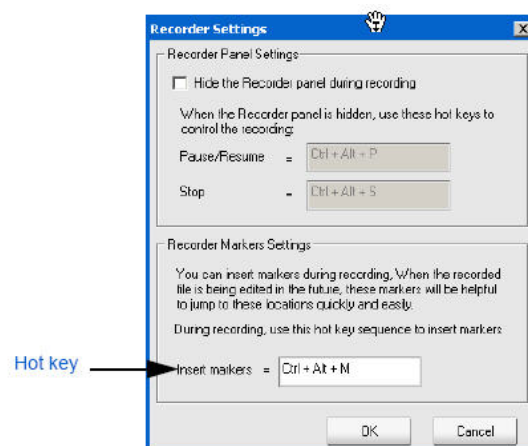 Recorder Settings
Recorder Panel Settings
Hide the Recorder panel during recording
When the Recorder panel is hidden, use these hot keys to
control the recording:
Pause/Resume = Ctrl + Alt + P
Stop = Ctrl + Alt + S
Recorder Markers Settings
You can insert markers during recording, When the recorded
file is being edited in the future, these markers will be helpful
to jump to these locations quickly and easily.
During recording, use this hot key sequence to insert markers
Hot key
Insert markers = Ctrl + Alt + M
OK Cancel